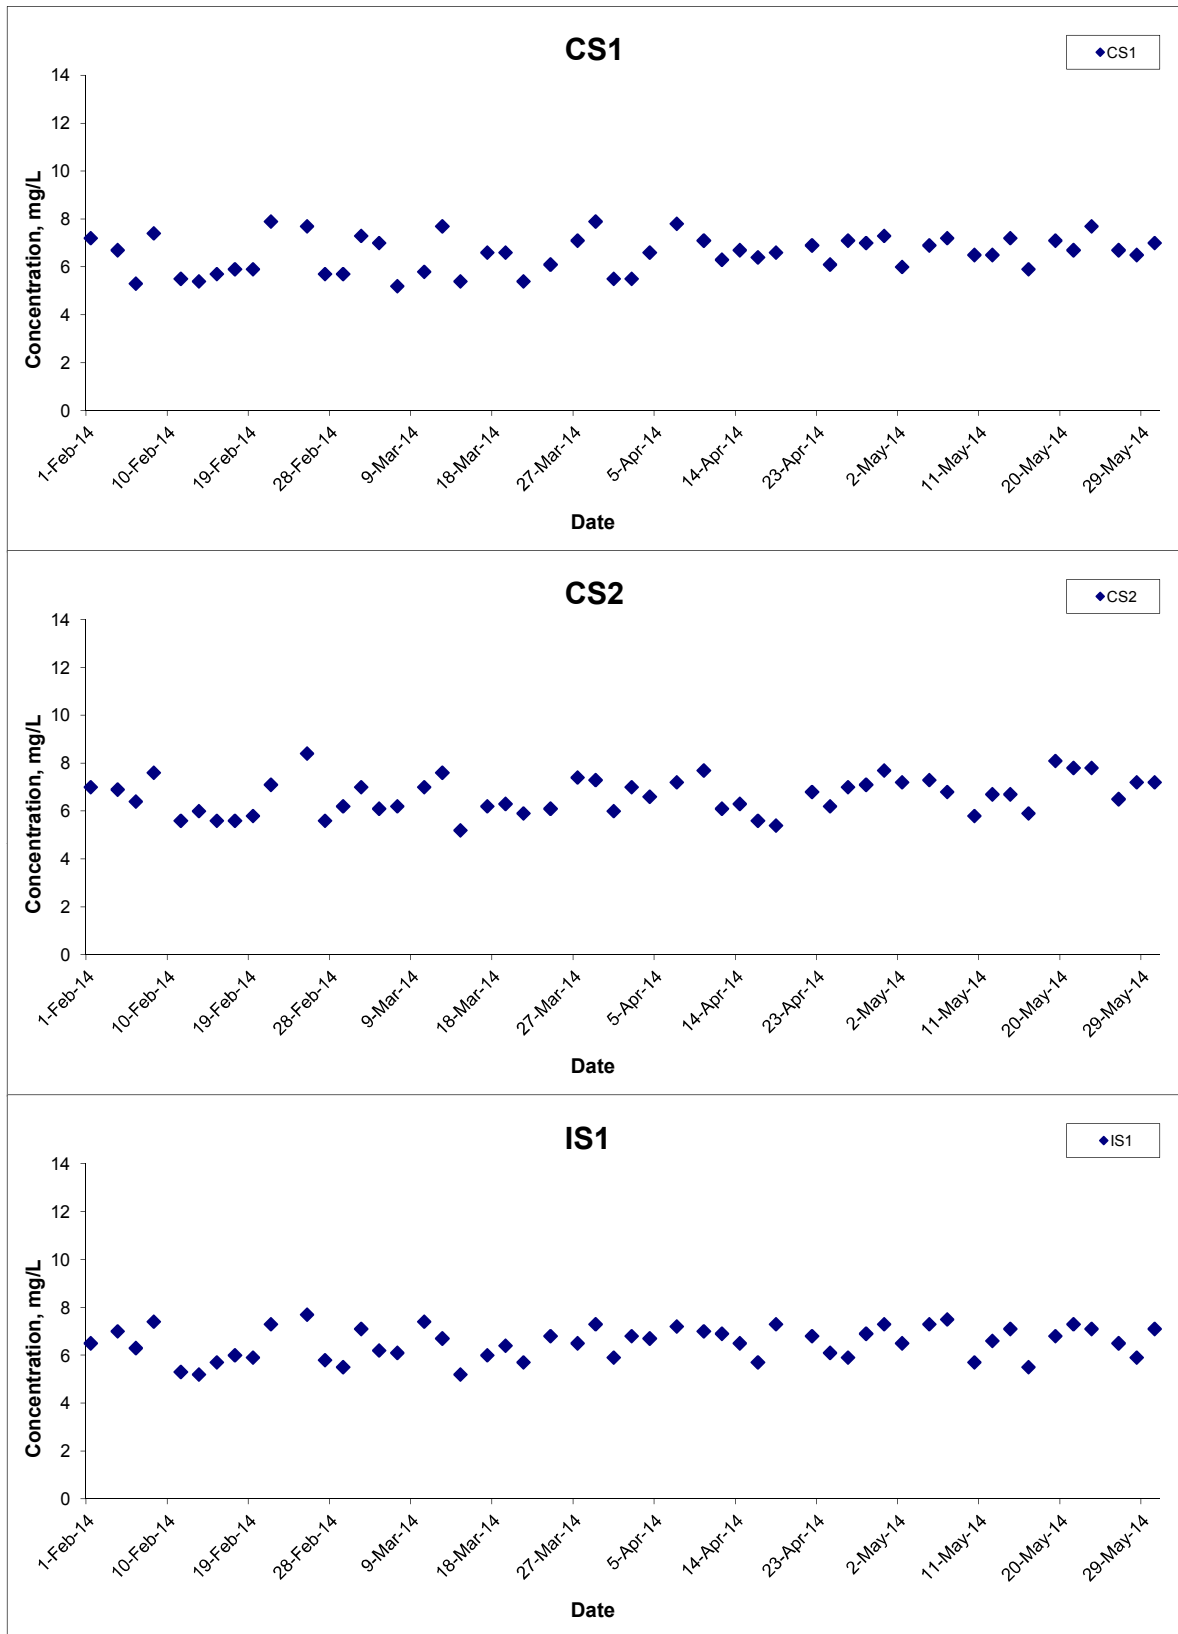 CS1
CS1
14
12
10
8
6
4
2
0
Concentration, mg/L
1-Feb-14
10-Feb-14
19-Feb-14
28-Feb-14
9-Mar-14
18-Mar-14
27-Mar-14
5-Apr-14
14-Apr-14
23-Apr-14
2-May-14
11-May-14
20-May-14
29-May-14
Date
CS2
CS2
14
12
10
8
6
4
2
0
Concentration, mg/L
1-Feb-14
10-Feb-14
19-Feb-14
28-Feb-14
9-Mar-14
18-Mar-14
27-Mar-14
5-Apr-14
14-Apr-14
23-Apr-14
2-May-14
11-May-14
20-May-14
29-May-14
Date
IS1
IS1
14
12
10
8
6
4
2
0
Concentration, mg/L
1-Feb-14
10-Feb-14
19-Feb-14
28-Feb-14
9-Mar-14
18-Mar-14
27-Mar-14
5-Apr-14
14-Apr-14
23-Apr-14
2-May-14
11-May-14
20-May-14
29-May-14
Date